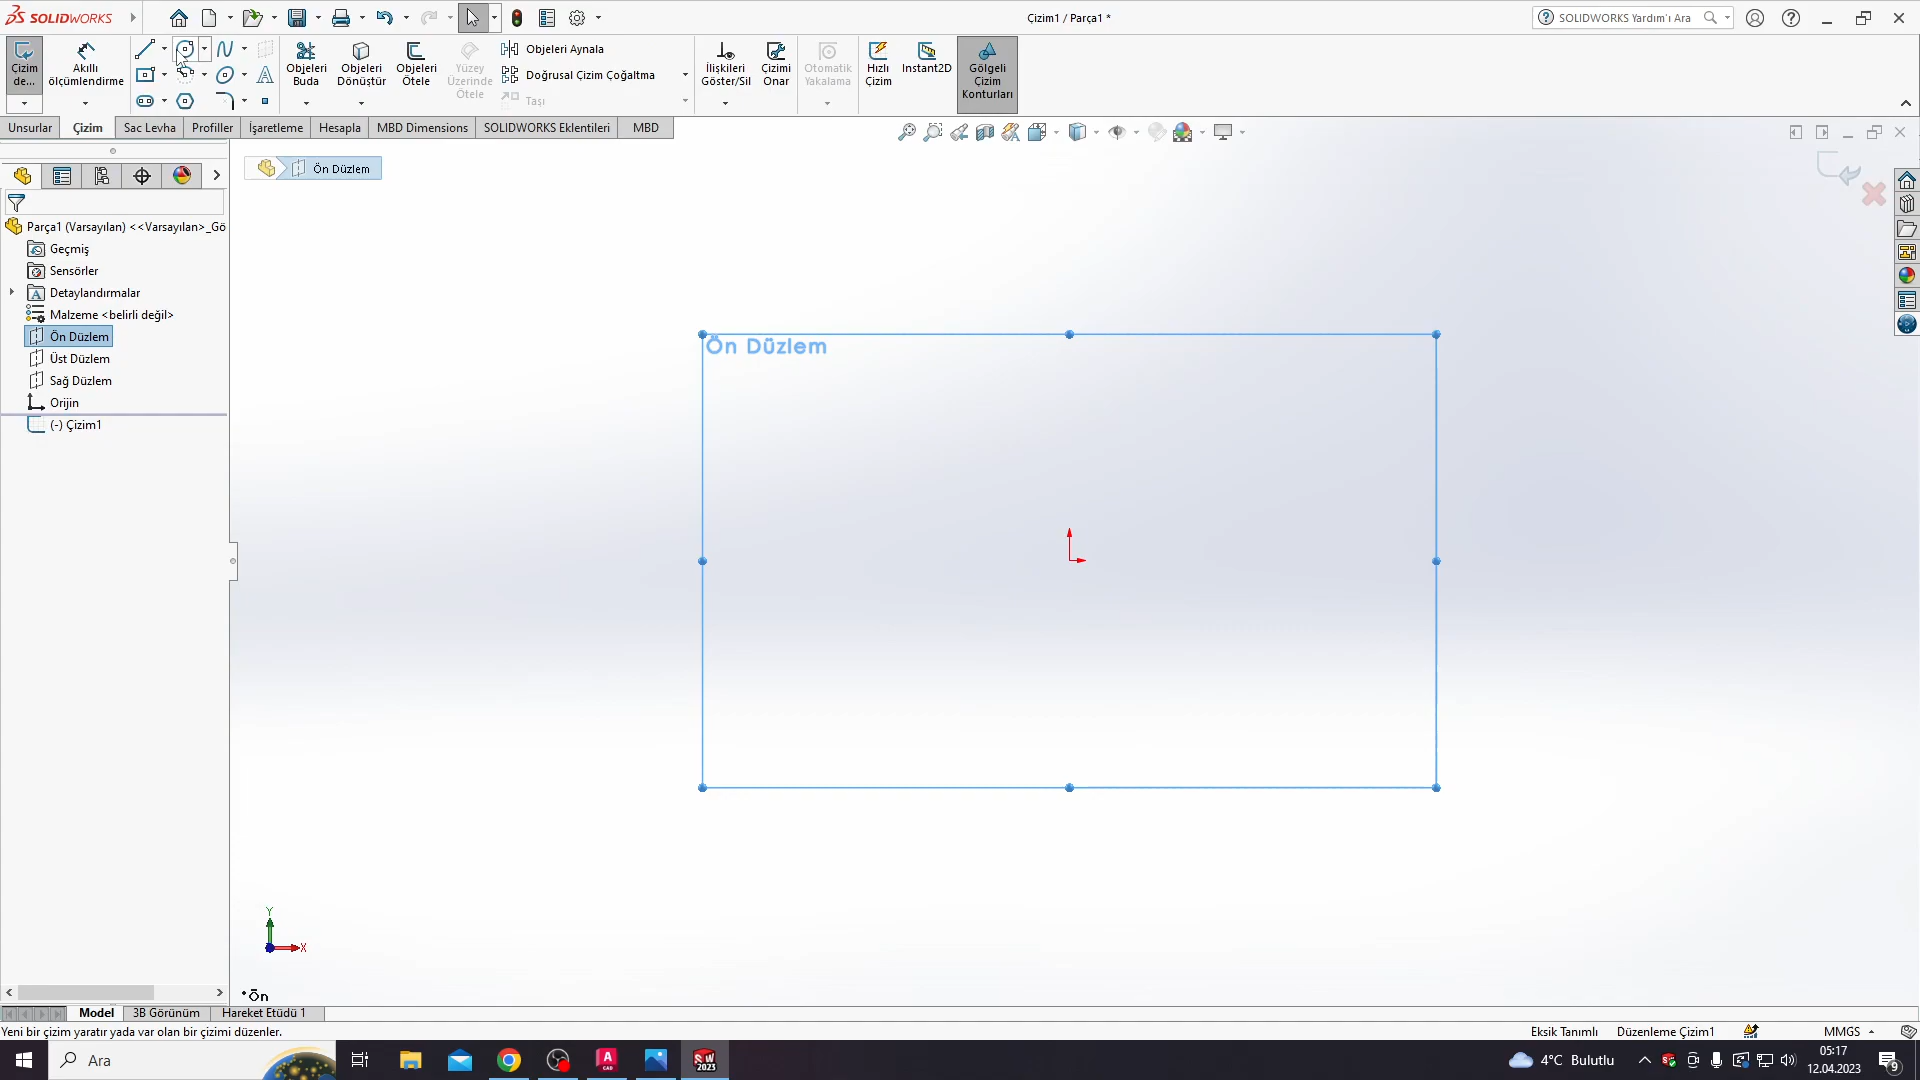 SOLIDWORKS
Çizim1 / Parça1 *
SOLIDWORKS Yardım'ı Ara
Çizim de...
Akıllı ölçümlendirme
Objeleri Buda
Objeleri Dönüştür
Objeleri Ötele
Yüzey Üzerinde Ötele
Objeleri Aynala
Doğrusal Çizim Çoğaltma
Taşı
İlişkileri Göster/Sil
Çizimi Onar
Otomatik Yakalama
Hızlı Çizim
Instant2D
Gölgeli Çizim Konturları
Unsurlar
Çizim
Sac Levha
Profiller
İşaretleme
Hesapla
MBD Dimensions
SOLIDWORKS Eklentileri
MBD
Ön Düzlem
Parça1 (Varsayılan) <<Varsayılan>_Gö
Geçmiş
Sensörler
Detaylandırmalar
Malzeme <belirli değil>
Ön Düzlem
Üst Düzlem
Sağ Düzlem
Orijin
(-) Çizim1
Ön Düzlem
Y
X
*Ön
Model
3B Görünüm
Hareket Etüdü 1
Yeni bir çizim yaratır yada var olan bir çizimi düzenler.
Eksik Tanımlı
Düzenleme Çizim1
MMGS
Ara
A
CAD
SW
2023
4°C Bulutlu
05:17
12.04.2023
9